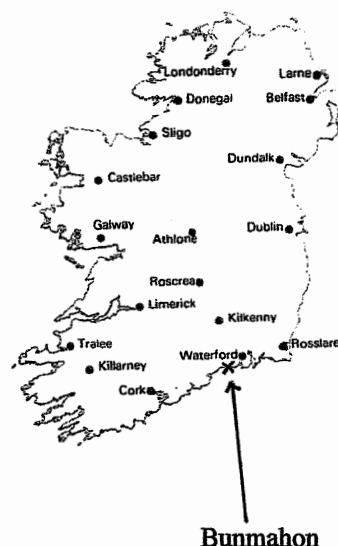 Londonderry
Larne
Donegal
Belfast
Sligo
Dundalk
Castlebar
Galway
Athlone
Dublin
Roscrea
Limerick
Kilkenny
Tralee
Waterford
Rosslare
Killarney
Cork
Bunmahon